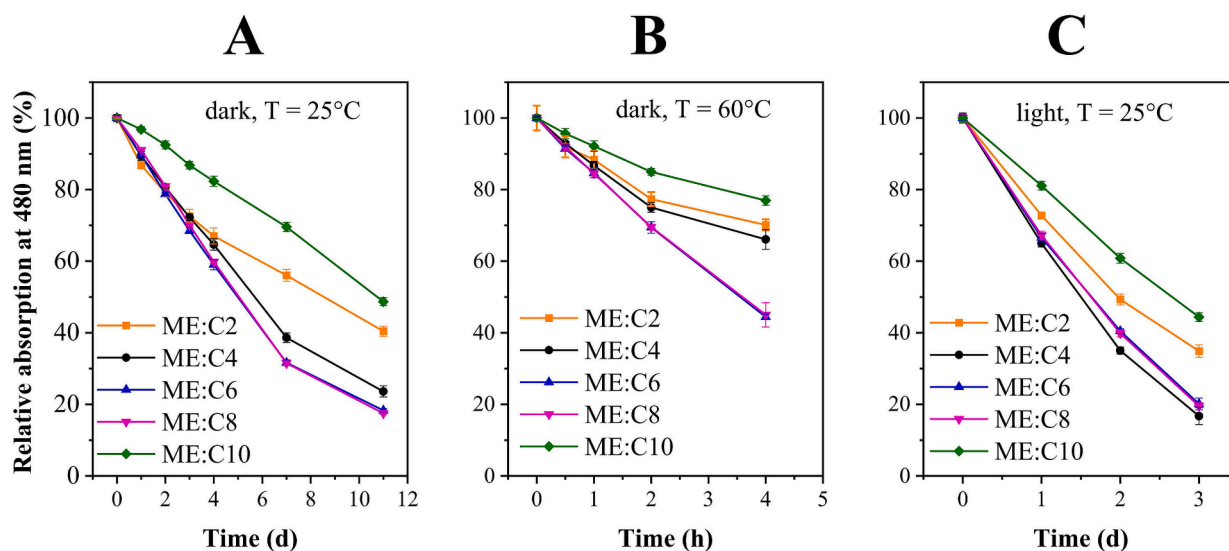 A
B
C
Relative absorption at 480 nm (%)
100
80
60
40
20
0
dark, T = 25°C
ME:C2
ME:C4
ME:C6
ME:C8
ME:C10
0 2 4 6 8 10 12
Time (d)
100
80
60
40
20
0
dark, T = 60°C
ME:C2
ME:C4
ME:C6
ME:C8
ME:C10
0 1 2 3 4 5
Time (h)
100
80
60
40
20
0
light, T = 25°C
ME:C2
ME:C4
ME:C6
ME:C8
ME:C10
0 1 2 3
Time (d)